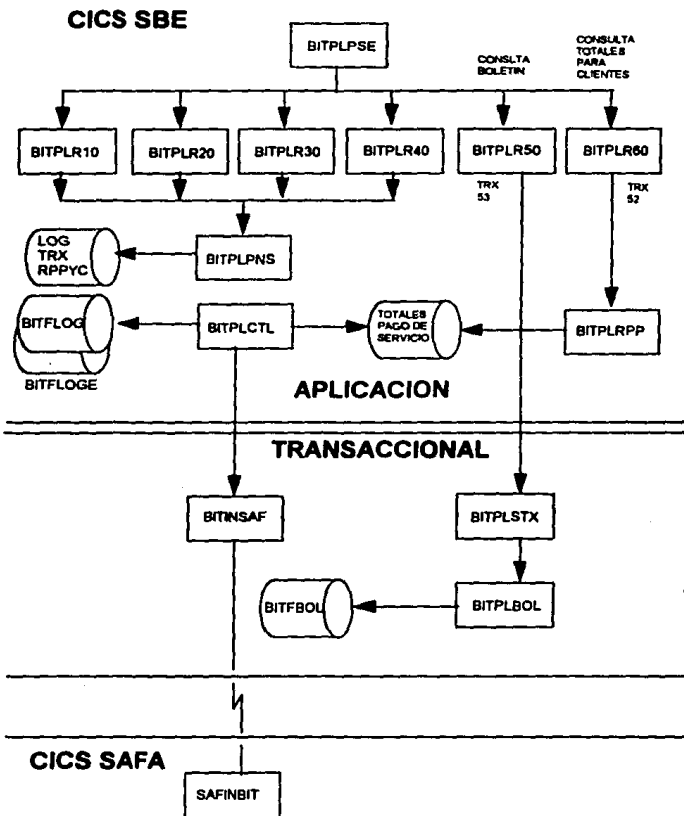 CICS SBE
BITPLPSE
CONSLTA
BOLETIN
CONSULTA
TOTALES
PARA
CLIENTES
BITPLR10
BITPLR20
BITPLR30
BITPLR40
BITPLR50
BITPLR60
TRX
53
TRX
52
LOG
TRX
RPPYC
BITPLPNS
BITFLOG
BITFLOGE
BITPLCTL
TOTALES
PAGO DE
SERVICIO
BITPLRPP
APLICACION
TRANSACCIONAL
BITINSAF
BITPLSTX
BITFBOL
BITPLBOL
CICS SAFA
SAFINBIT